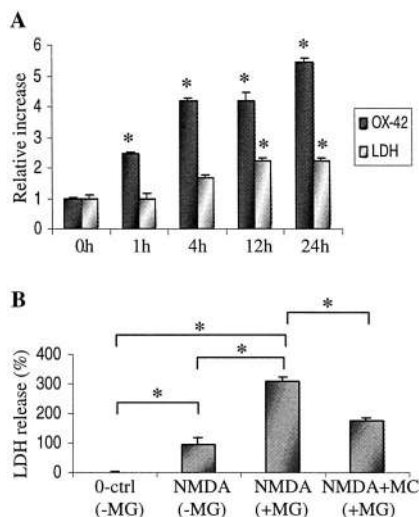 A
Relative increase
6
5
4
3
2
1
0
* * * * *
* *
OX-42
LDH
0h 1h 4h 12h 24h
B
LDH release (%)
400
300
200
100
0
*
*
*
*
0-ctrl NMDA NMDA NMDA+MC
(-MG) (-MG) (+MG) (+MG)